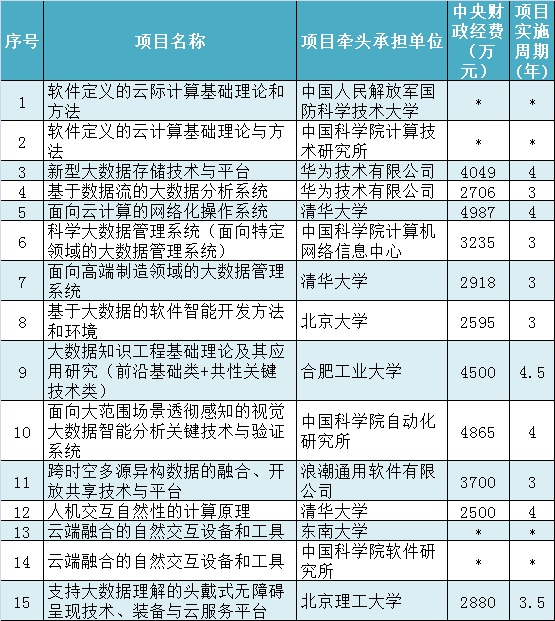 序号 项目名称 项目牵头承担单位 中央财政经费（万元） 项目实施周期(年)
1 软件定义的云际计算基础理论和方法 中国人民解放军国防科学技术大学 * *
2 软件定义的云计算基础理论与方法 中国科学院计算技术研究所 * *
3 新型大数据存储技术与平台 华为技术有限公司 4049 4
4 基于数据流的大数据分析系统 华为技术有限公司 2706 3
5 面向云计算的网络化操作系统 清华大学 4987 4
6 科学大数据管理系统（面向特定领域的大数据管理系统） 中国科学院计算机网络信息中心 3235 3
7 面向高端制造领域的大数据管理系统 清华大学 2918 3
8 基于大数据的软件智能开发方法和环境 北京大学 2595 3
9 大数据知识工程基础理论及其应用研究（前沿基础类+共性关键技术类） 合肥工业大学 4500 4.5
10 面向大范围场景透彻感知的视觉大数据智能分析关键技术与验证系统 中国科学院自动化研究所 4865 4
11 跨时空多源异构数据的融合、开放共享技术与平台 浪潮通用软件有限公司 3700 3
12 人机交互自然性的计算原理 清华大学 2500 4
13 云端融合的自然交互设备和工具 东南大学 * *
14 云端融合的自然交互设备和工具 中国科学院软件研究所 * *
15 支持大数据理解的头戴式无障碍呈现技术、装备与云服务平台 北京理工大学 2880 3.5